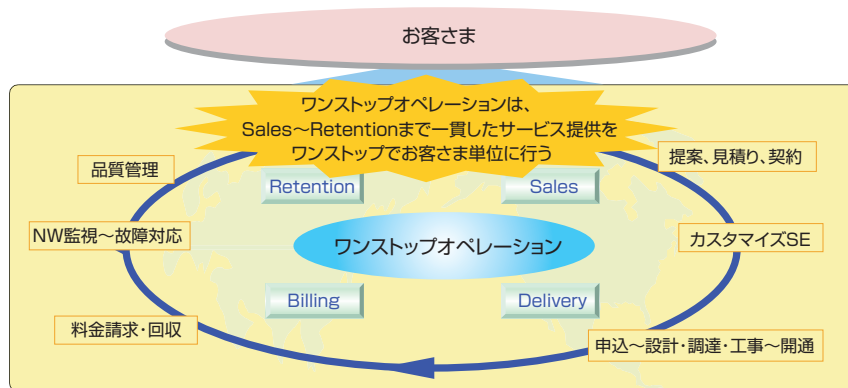 お客さま
ワンストップオペレーションは、
Sales～Retentionまで一貫したサービス提供を
ワンストップでお客さま単位に行う
品質管理
提案、見積り、契約
Retention
Sales
NW監視～故障対応
ワンストップオペレーション
カスタマイズSE
Billing
Delivery
料金請求・回収
申込～設計・調達・工事～開通